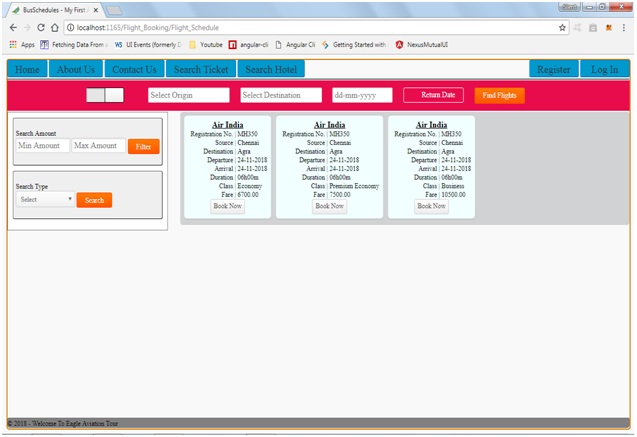 BusSchedules - My First
localhost:1165/Flight_Booking/Flight_Schedule
Apps Fetching Data From WS UI Events (formerly D Youtube angular-cli Angular Cli Getting Started with NexusMutualUI
Home About Us Contact Us Search Ticket Search Hotel Register Log In
Select Origin Select Destination dd-mm-yyyy Return Date Find Flights
Search Amount
Min Amount Max Amount Filter
Search Type
Select Search
Air India
Registration No. | MH350
Source | Chennai
Destination | Agra
Departure | 24-11-2018
Arrival | 24-11-2018
Duration | 06h00m
Class | Economy
Fare | 6700.00
Book Now
Air India
Registration No. | MH350
Source | Chennai
Destination | Agra
Departure | 24-11-2018
Arrival | 24-11-2018
Duration | 06h00m
Class | Premium Economy
Fare | 7500.00
Book Now
Air India
Registration No. | MH350
Source | Chennai
Destination | Agra
Departure | 24-11-2018
Arrival | 24-11-2018
Duration | 06h00m
Class | Business
Fare | 10500.00
Book Now
© 2018 - Welcome To Eagle Aviation Tour